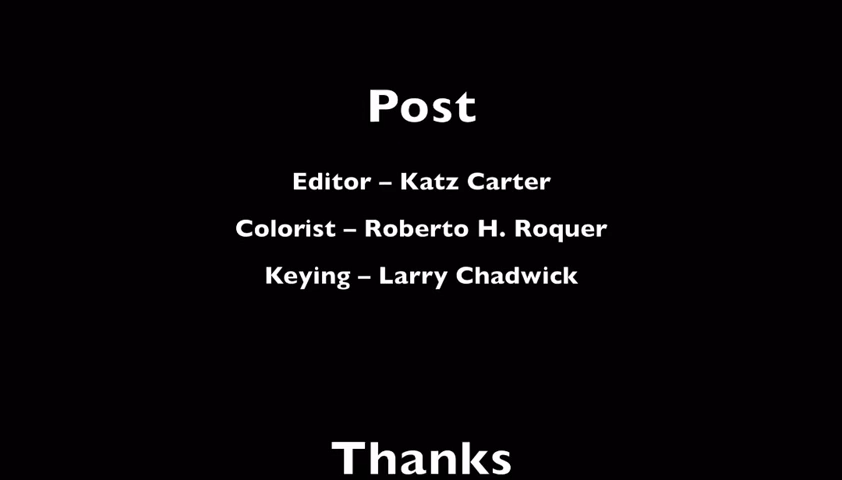 Post
Editor – Katz Carter
Colorist – Roberto H. Roquer
Keying – Larry Chadwick
Thanks